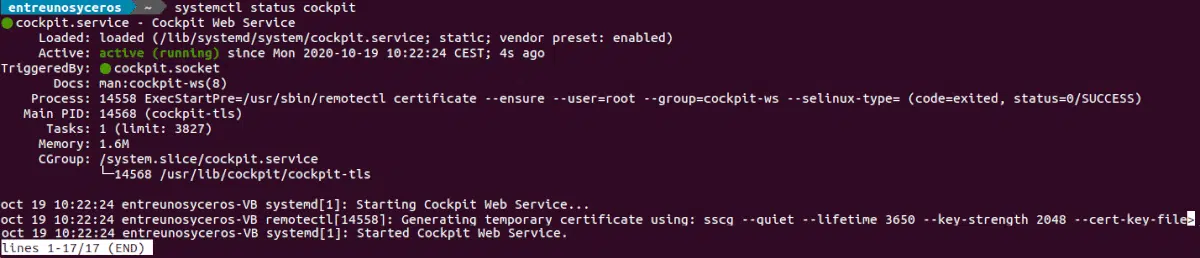 entreunosyceros ~ systemctl status cockpit
●cockpit.service - Cockpit Web Service
Loaded: loaded (/lib/systemd/system/cockpit.service; static; vendor preset: enabled)
Active: active (running) since Mon 2020-10-19 10:22:24 CEST; 4s ago
TriggeredBy: ●cockpit.socket
Docs: man:cockpit-ws(8)
Process: 14558 ExecStartPre=/usr/sbin/remotectl certificate --ensure --user=root --group=cockpit-ws --selinux-type= (code=exited, status=0/SUCCESS)
Main PID: 14568 (cockpit-tls)
Tasks: 1 (limit: 3827)
Memory: 1.6M
CGroup: /system.slice/cockpit.service
└─14568 /usr/lib/cockpit/cockpit-tls
oct 19 10:22:24 entreunosyceros-VB systemd[1]: Starting Cockpit Web Service...
oct 19 10:22:24 entreunosyceros-VB remotectl[14558]: Generating temporary certificate using: sscg --quiet --lifetime 3650 --key-strength 2048 --cert-key-file>
oct 19 10:22:24 entreunosyceros-VB systemd[1]: Started Cockpit Web Service.
lines 1-17/17 (END)